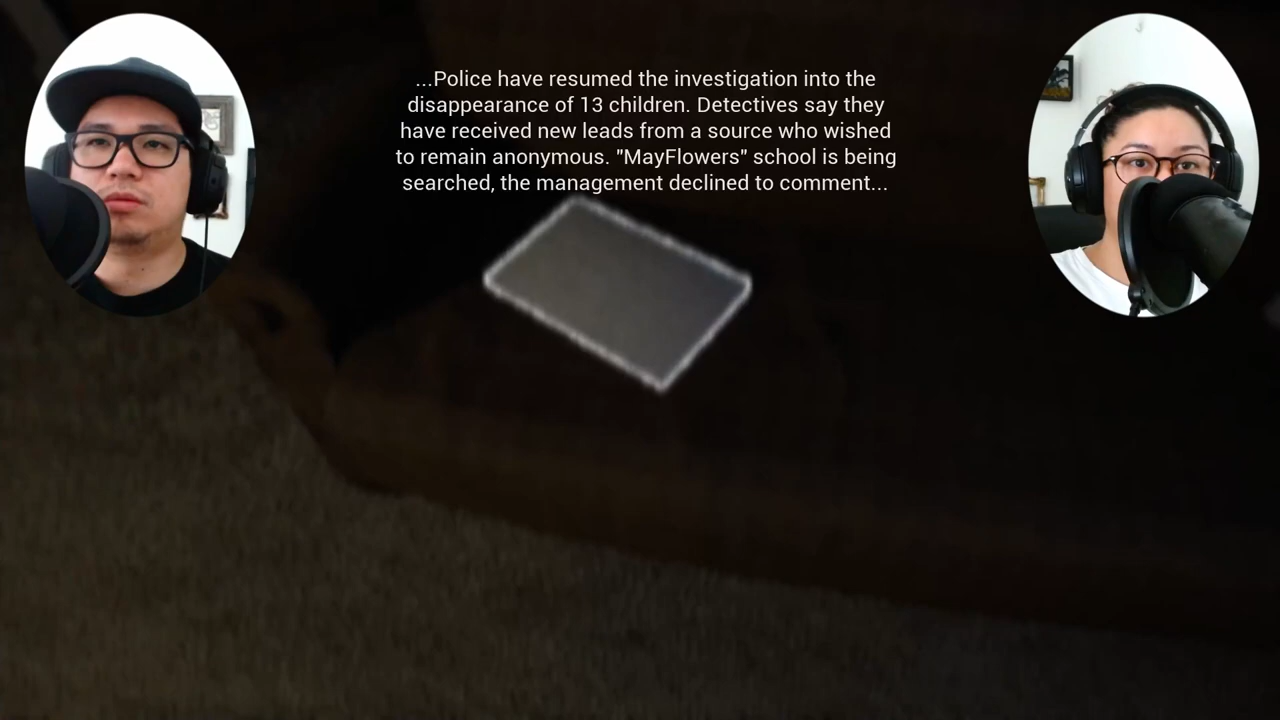 ...Police have resumed the investigation into the
disappearance of 13 children. Detectives say they
have received new leads from a source who wished
to remain anonymous. "MayFlowers" school is being
searched, the management declined to comment...